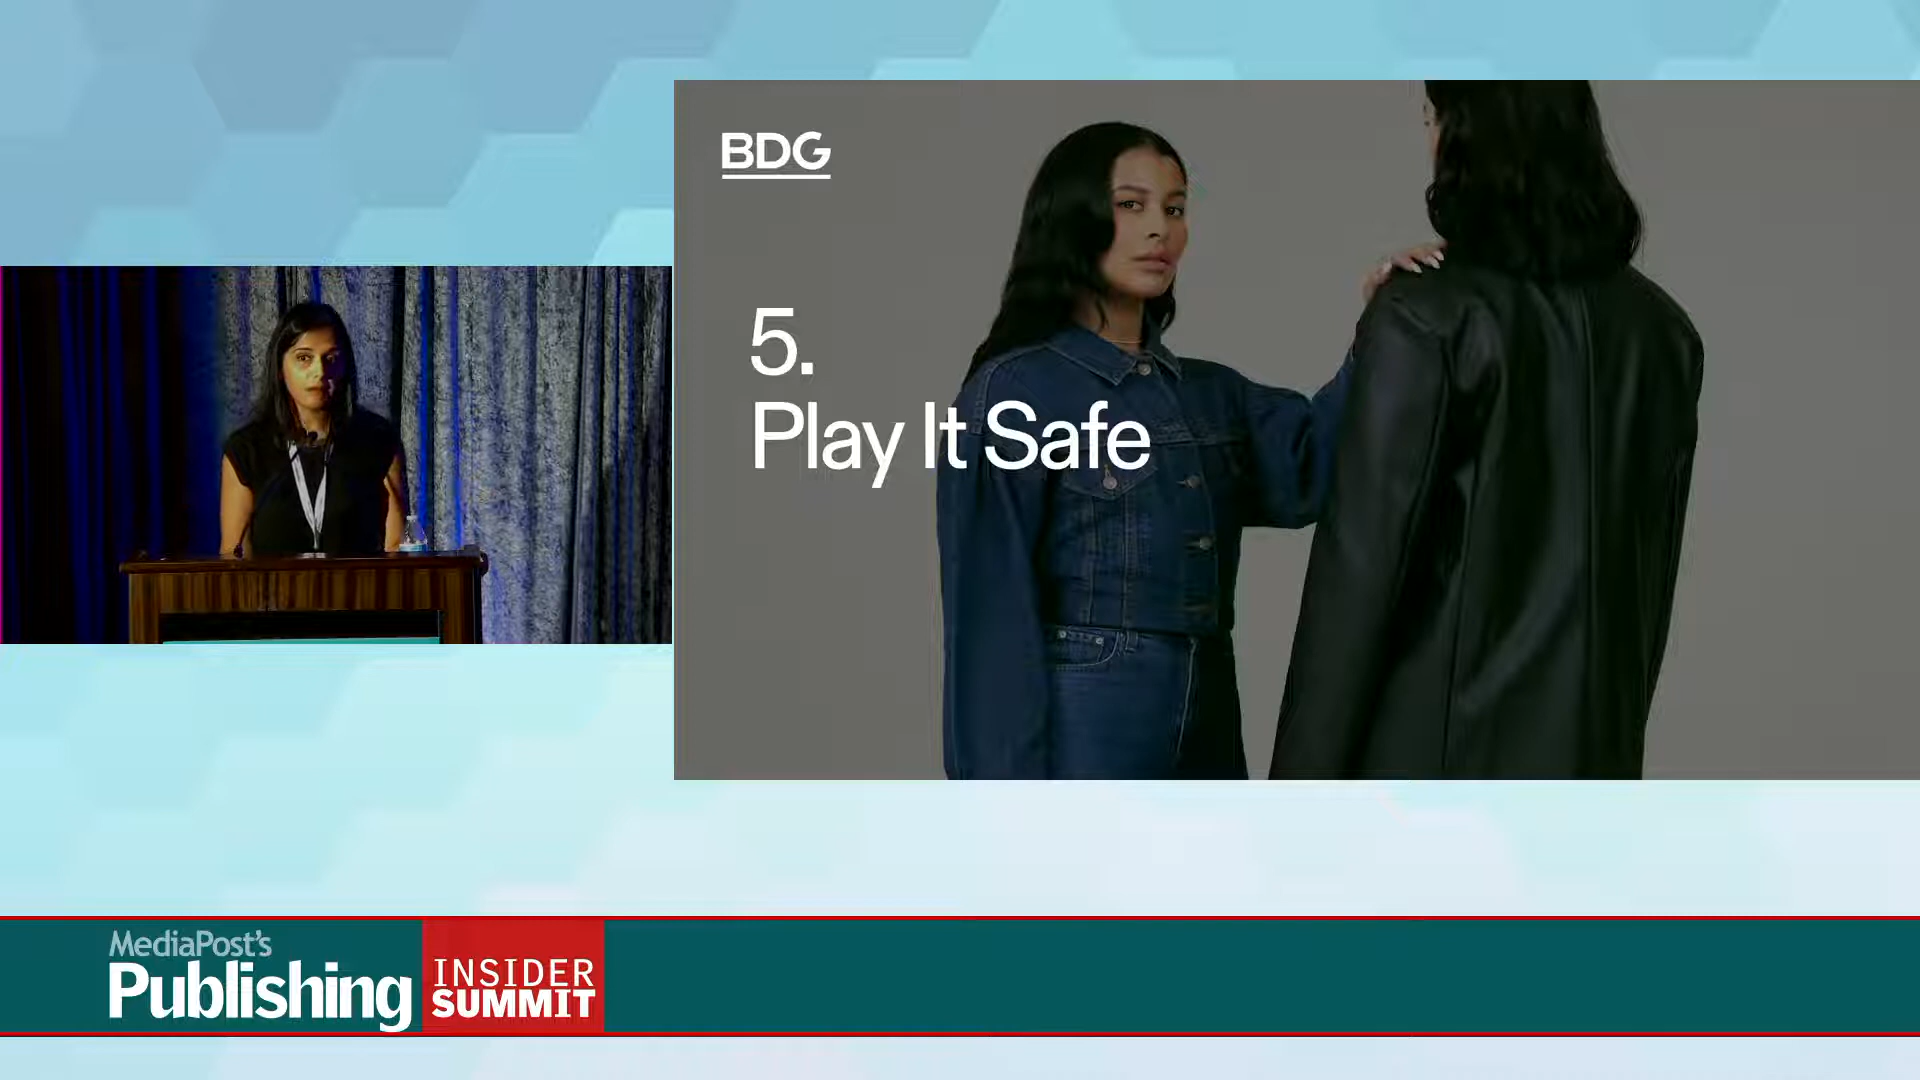 BDG
5.
Play It Safe
MediaPost's
Publishing
INSIDER
SUMMIT